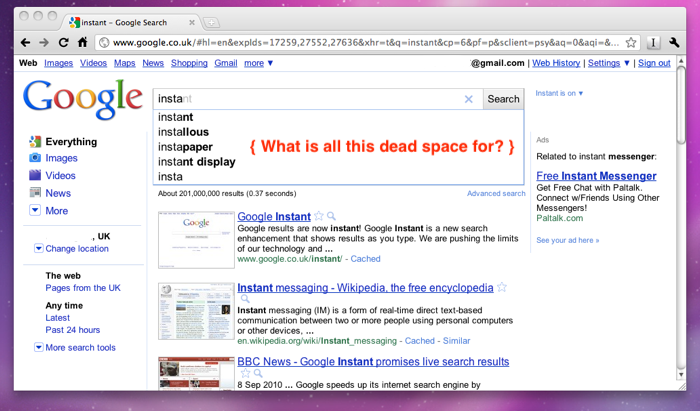 instant – Google Search
www.google.co.uk/#hl=en&expIds=17259,27552,27636&xhr=t&q=instant&cp=6&pf=p&sclient=psy&aq=0&aqi=&...
Web Images Videos Maps News Shopping Gmail more ▼
@gmail.com | Web History | Settings ▼ | Sign out
Google
instant
Search
Instant is on ▼
instant
installous
instapaper
instant display
insta
{ What is all this dead space for? }
About 201,000,000 results (0.37 seconds)
Advanced search
Everything
Images
Videos
News
More
., UK
Change location
The web
Pages from the UK
Any time
Latest
Past 24 hours
More search tools
Google Instant
Google results are now instant! Google Instant is a new search
enhancement that shows results as you type. We are pushing the limits
of our technology and ...
www.google.co.uk/instant/ - Cached
Instant messaging - Wikipedia, the free encyclopedia
Instant messaging (IM) is a form of real-time direct text-based
communication between two or more people using personal computers
or other devices, ...
en.wikipedia.org/wiki/Instant_messaging - Cached - Similar
BBC News - Google Instant promises live search results
8 Sep 2010 ... Google speeds up its internet search engine by
Ads
Related to instant messenger:
Free Instant Messenger
Get Free Chat with Paltalk.
Connect w/Friends Using Other
Messengers!
Paltalk.com
See your ad here »